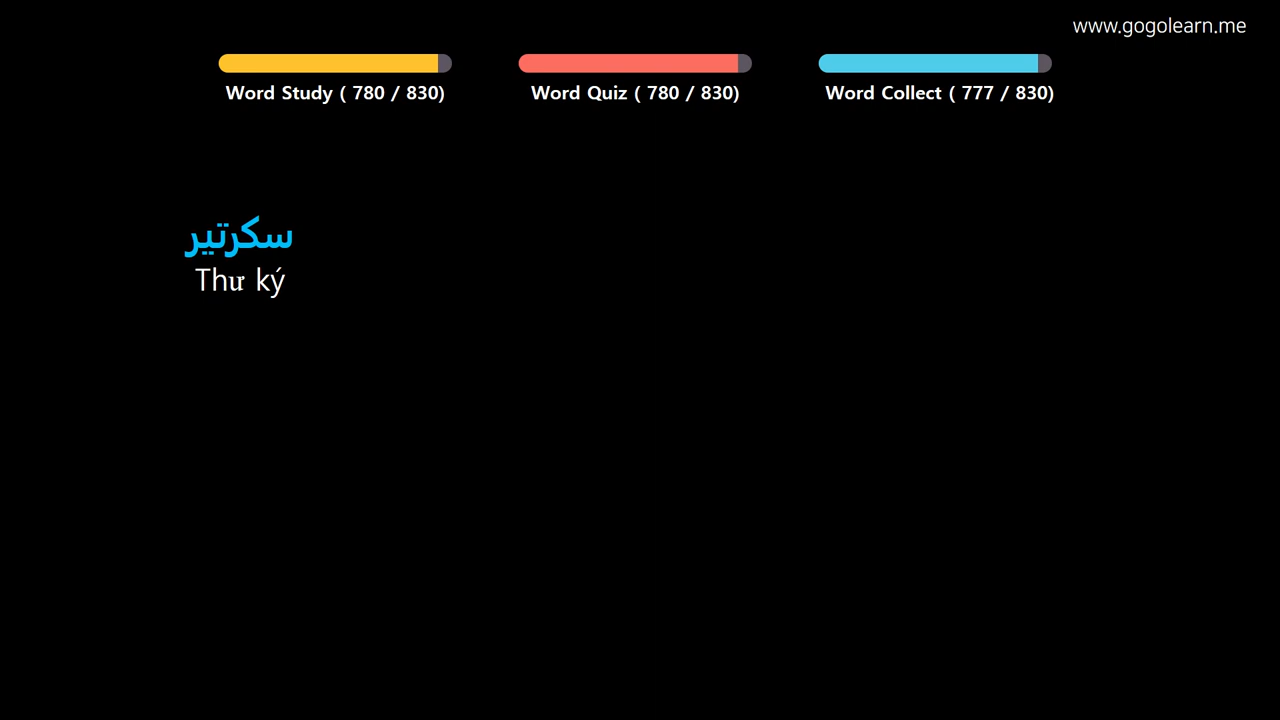 www.gogolearn.me
Word Study ( 780 / 830)
Word Quiz ( 780 / 830)
Word Collect ( 777 / 830)
سکرتیر
Thư ký